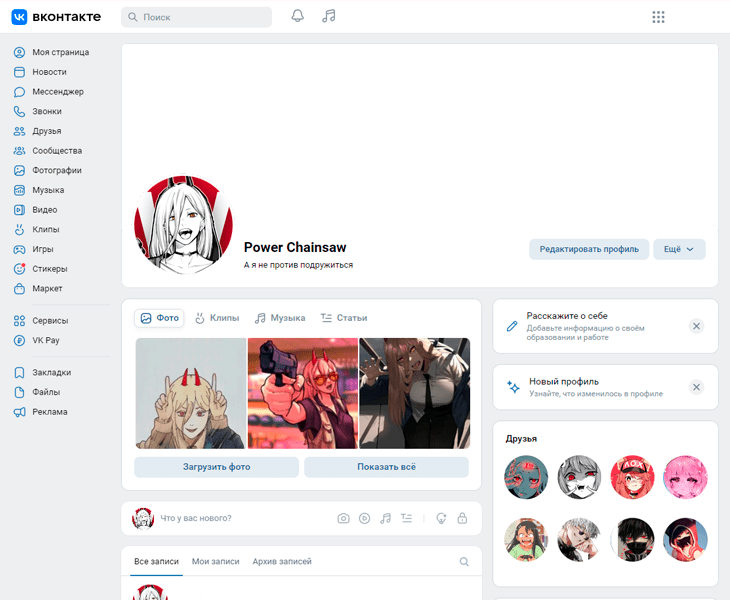 вконтакте
Поиск
Моя страница
Новости
Мессенджер
Звонки
Друзья
Сообщества
Фотографии
Музыка
Видео
Клипы
Игры
Стикеры
Маркет
Сервисы
VK Pay
Закладки
Файлы
Реклама
Power Chainsaw
А я не против подружиться
Редактировать профиль
Ещё
Фото
Клипы
Музыка
Статьи
Загрузить фото
Показать всё
Что у вас нового?
Все записи
Мои записи
Архив записей
Расскажите о себе
Добавьте информацию о своём
образовании и работе
Новый профиль
Узнайте, что изменилось в профиле
Друзья